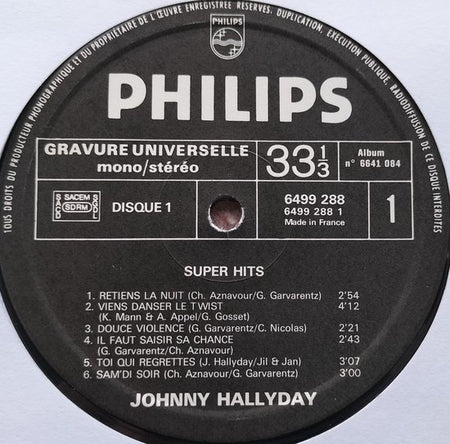 TOUS DROITS DU PRODUCTEUR PHONOGRAPHIQUE ET DU PROPRIETAIRE DE L'ŒUVRE ENREGISTREE RESERVES. DUPLICATION, EXECUTION PUBLIQUE, RADIODIFFUSION DE CE DISQUE INTERDITES
PHILIPS
PHILIPS
GRAVURE UNIVERSELLE
mono/stéréo
33 1/3
Album
n° 6641 084
SACEM
SDRM
DISQUE 1
6499 288
6499 288 1
Made in France
1
SUPER HITS
1. RETIENS LA NUIT (Ch. Aznavour/G. Garvarentz) 2'54
2. VIENS DANSER LE TWIST 4'12
(K. Mann & A. Appel/G. Gosset)
3. DOUCE VIOLENCE (G. Garvarentz/C. Nicolas) 2'21
4. IL FAUT SAISIR SA CHANCE 2'43
(G. Garvarentz/Ch. Aznavour)
5. TOI QUI REGRETTES (J. Hallyday/Jil & Jan) 3'07
6. SAM'DI SOIR (Ch. Aznavour/G. Garvarentz) 3'00
JOHNNY HALLYDAY